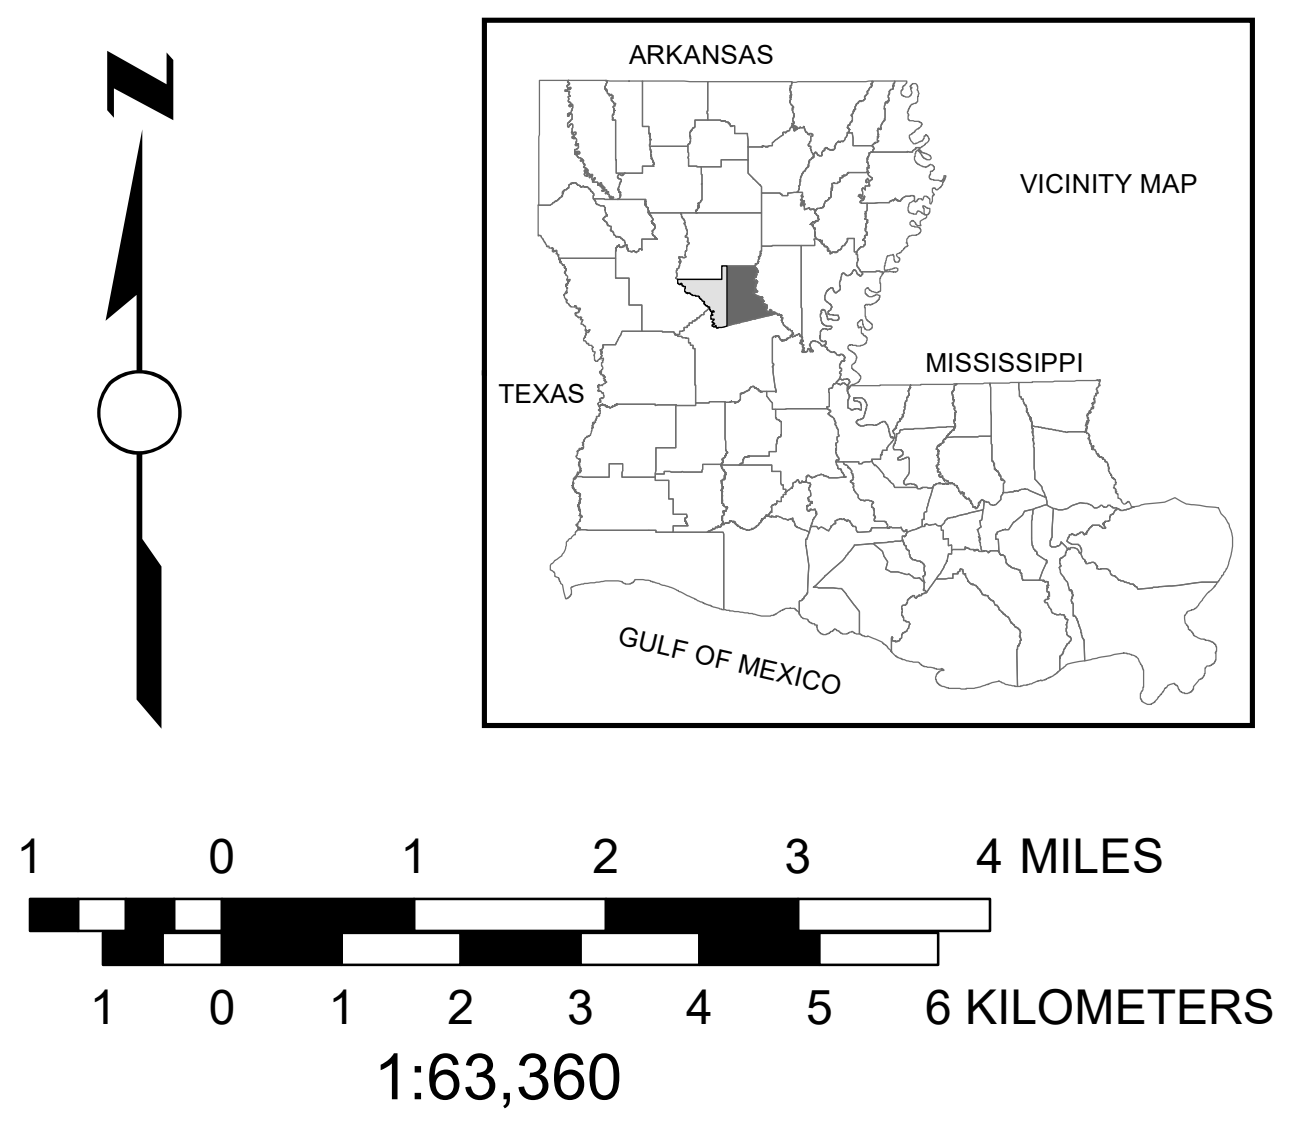 N
ARKANSAS
VICINITY MAP
MISSISSIPPI
TEXAS
GULF OF MEXICO
1 0 1 2 3 4 MILES
1 0 1 2 3 4 5 6 KILOMETERS
1:63,360